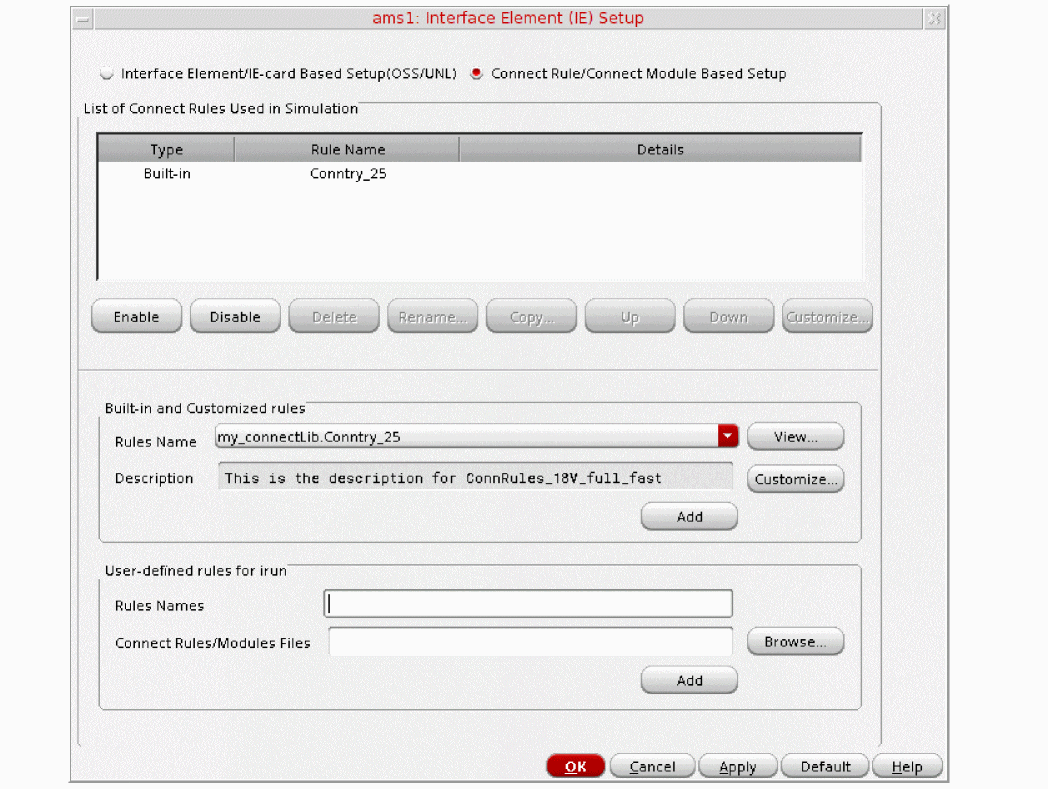 ams1: Interface Element (IE) Setup
Interface Element/IE-card Based Setup(OSS/UNL) Connect Rule/Connect Module Based Setup
List of Connect Rules Used in Simulation
Type Rule Name Details
Built-in Conntry_25
Enable Disable Delete Rename... Copy... Up Down Customize...
Built-in and Customized rules
Rules Name my_connectLib.Conntry_25 View...
Description This is the description for ConnRules_18V_full_fast Customize...
Add
User-defined rules for irun
Rules Names
Connect Rules/Modules Files Browse...
Add
OK Cancel Apply Default Help